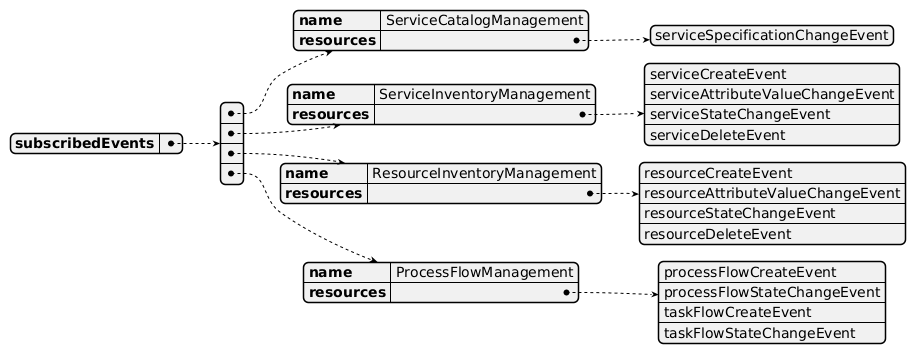 subscribedEvents
name ServiceCatalogManagement
resources
serviceSpecificationChangeEvent
name ServiceInventoryManagement
resources
serviceCreateEvent
serviceAttributeValueChangeEvent
serviceStateChangeEvent
serviceDeleteEvent
name ResourceInventoryManagement
resources
resourceCreateEvent
resourceAttributeValueChangeEvent
resourceStateChangeEvent
resourceDeleteEvent
name ProcessFlowManagement
resources
processFlowCreateEvent
processFlowStateChangeEvent
taskFlowCreateEvent
taskFlowStateChangeEvent